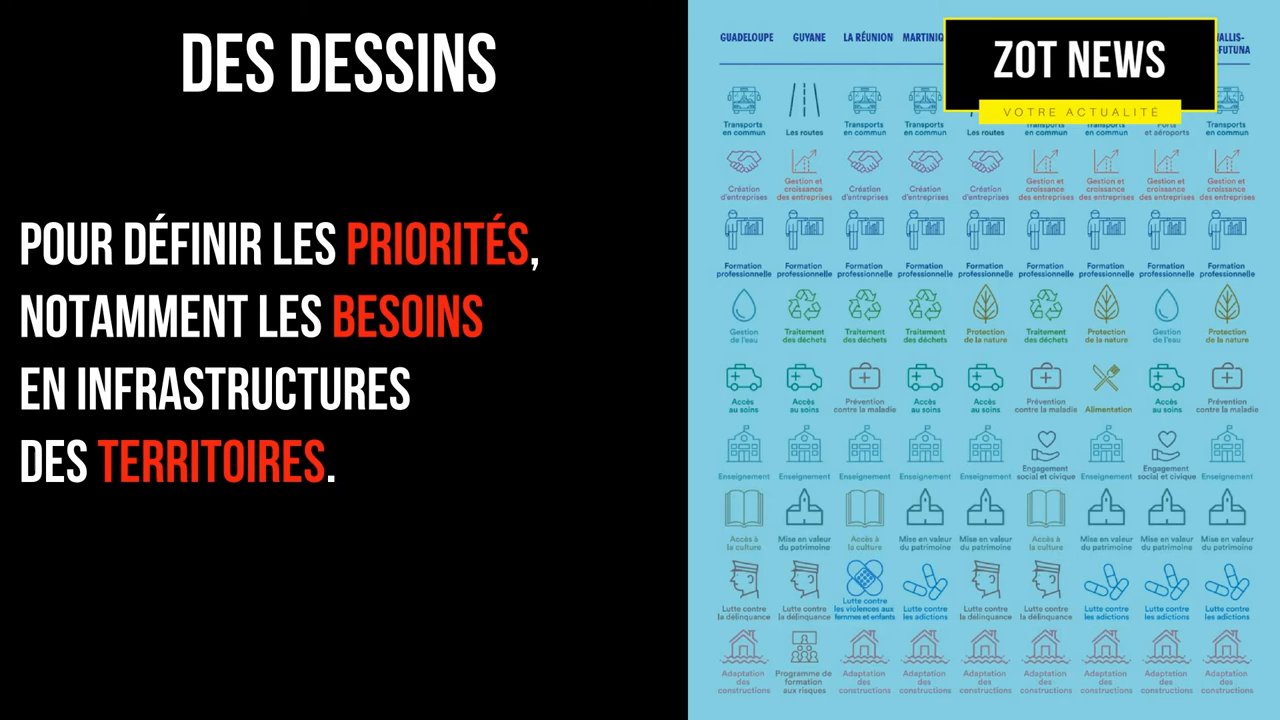 DES DESSINS
POUR DÉFINIR LES PRIORITÉS,
NOTAMMENT LES BESOINS
EN INFRASTRUCTURES
DES TERRITOIRES.
ZOT NEWS
VOTRE ACTUALITÉ
GUADELOUPE GUYANE LA RÉUNION MARTINIQ ALLIS-
-FUTUNA
Transports Transports Transports Transports
en commun Les routes en commun en commun Les routes en commun en commun et aéroports en commun
Gestion et Gestion et Gestion et Gestion et Gestion et
Création croissance Création Création Création croissance croissance croissance croissance
d'entreprises des entreprises d'entreprises d'entreprises d'entreprises des entreprises des entreprises des entreprises des entreprises
Formation Formation Formation Formation Formation Formation Formation Formation Formation
professionnelle professionnelle professionnelle professionnelle professionnelle professionnelle professionnelle professionnelle professionnelle
Gestion Traitement Traitement Traitement Protection Traitement Protection Gestion Protection
de l'eau des déchets des déchets des déchets de la nature des déchets de la nature de l'eau de la nature
Accès Accès Prévention Accès Accès Prévention Accès Prévention
au soins au soins contre la maladie au soins au soins contre la maladie Alimentation au soins contre la maladie
Engagement Engagement
Enseignement Enseignement Enseignement Enseignement Enseignement social et civique Enseignement social et civique Enseignement
Accès à Mise en valeur Accès à Mise en valeur Mise en valeur Accès à Mise en valeur Mise en valeur Mise en valeur
la culture du patrimoine la culture du patrimoine du patrimoine la culture du patrimoine du patrimoine du patrimoine
Lutte contre
Lutte contre Lutte contre les violences aux Lutte contre Lutte contre Lutte contre Lutte contre Lutte contre Lutte contre
la délinquance la délinquance femmes et enfants les adictions la délinquance la délinquance les adictions les adictions les adictions
Adaptation Programme de Adaptation Adaptation Adaptation Adaptation Adaptation Adaptation Adaptation
des formation des des des des des des des
constructions aux risques constructions constructions constructions constructions constructions constructions constructions